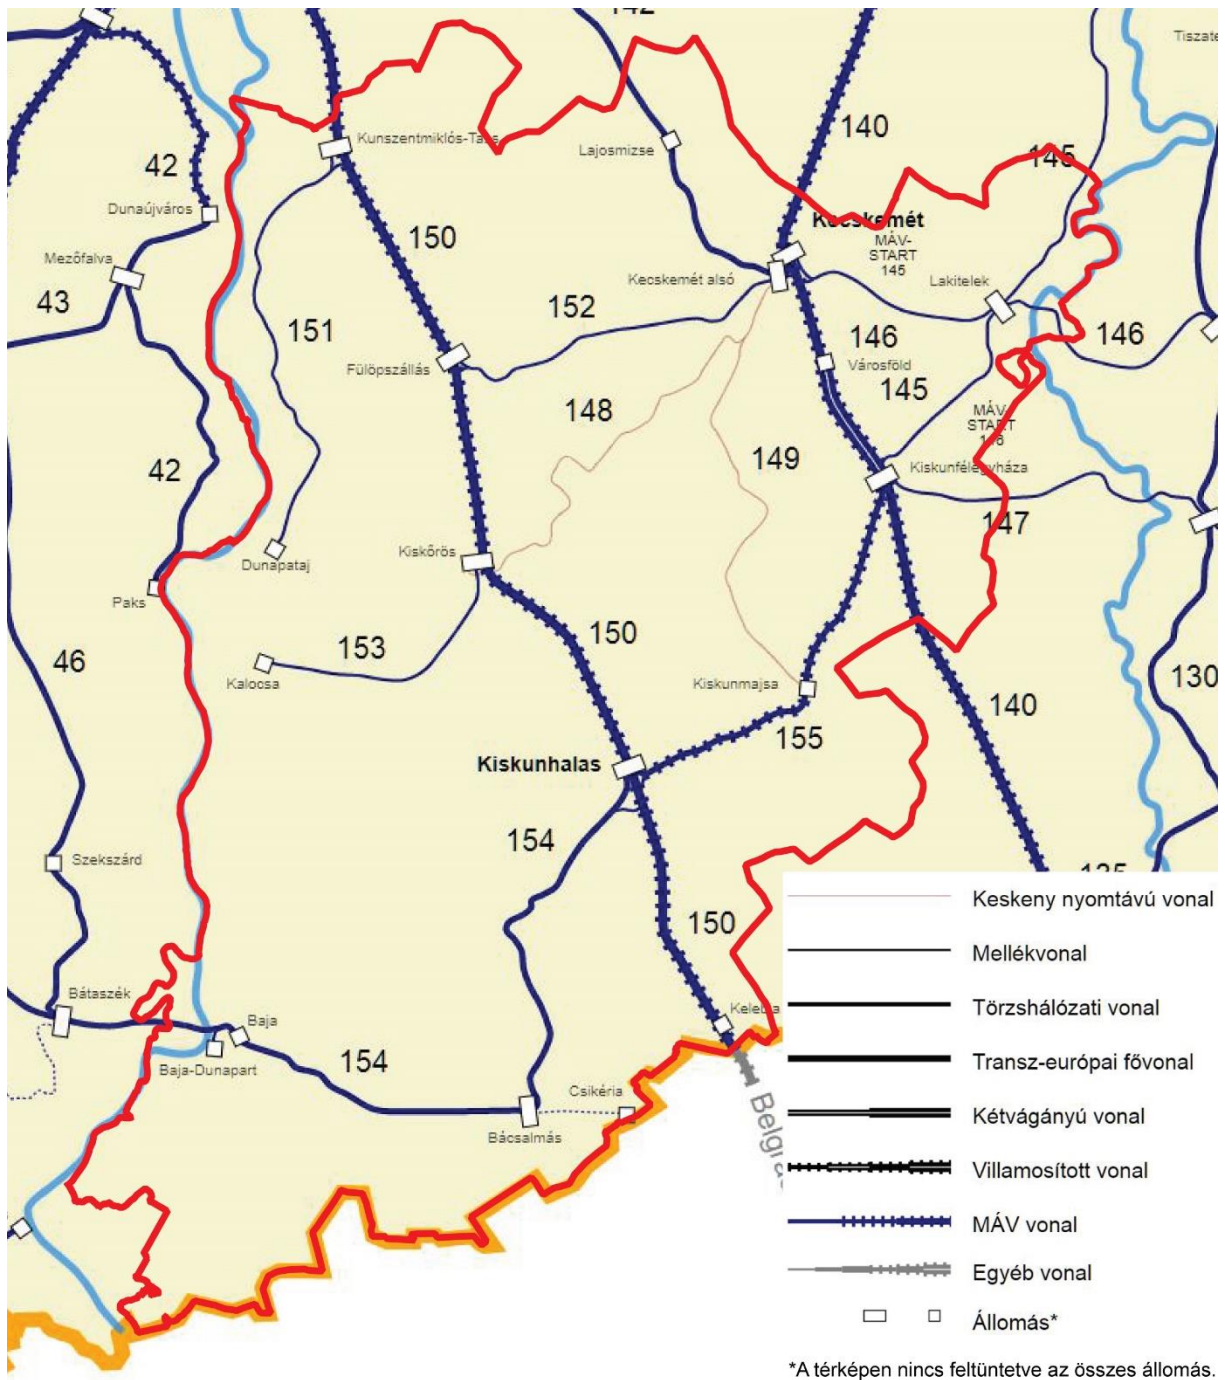 142
Tiszate
140
Kunszentmiklós-Tass
Lajosmizse
145
42
Dunaújváros
150
Kecskemét
MÁV-
START
145
Mezőfalva
Kecskemét alsó
Lakitelek
43
152
151
146
146
Fülöpszállás
Városföld
145
148
MÁV-
START
146
42
149
Kiskunfélegyháza
147
Kiskőrös
Dunapataj
Paks
150
153
46
Kalocsa
Kiskunmajsa
130
140
155
Kiskunhalas
154
Szekszárd
135
150
Bátaszék
Kelebia
Baja
Baja-Dunapart
154
Csikéria
Bácsalmás
Belgrá
Keskeny nyomtávú vonal
Mellékvonal
Törzshálózati vonal
Transz-európai fővonal
Kétvágányú vonal
Villamosított vonal
MÁV vonal
Egyéb vonal
Állomás*
*A térképen nincs feltüntetve az összes állomás.